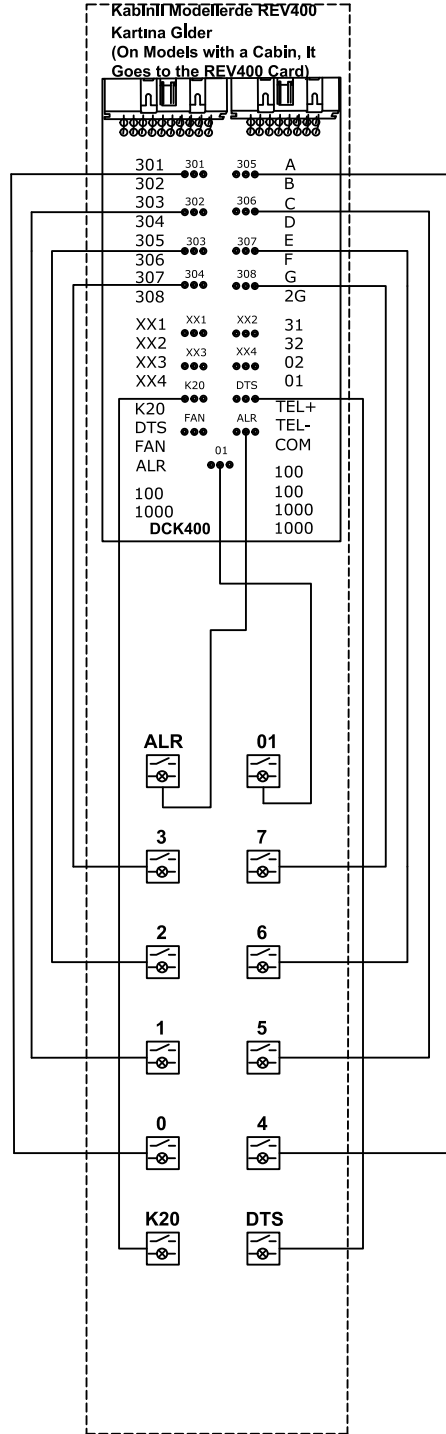 Kabinli Modellerde REV400
Kartına Gider
(On Models with a Cabin, It
Goes to the REV400 Card)
301 301 305 A
302 B
303 302 306 C
304 D
305 303 307 E
306 F
307 304 308 G
308 2G
XX1 XX1 XX2 31
XX2 32
XX3 XX3 XX4 02
XX4 01
K20 DTS
K20 TEL+
DTS FAN ALR TEL-
FAN COM
ALR 01
100
100 100
1000 1000
DCK400 1000
ALR 01
3 7
2 6
1 5
0 4
K20 DTS